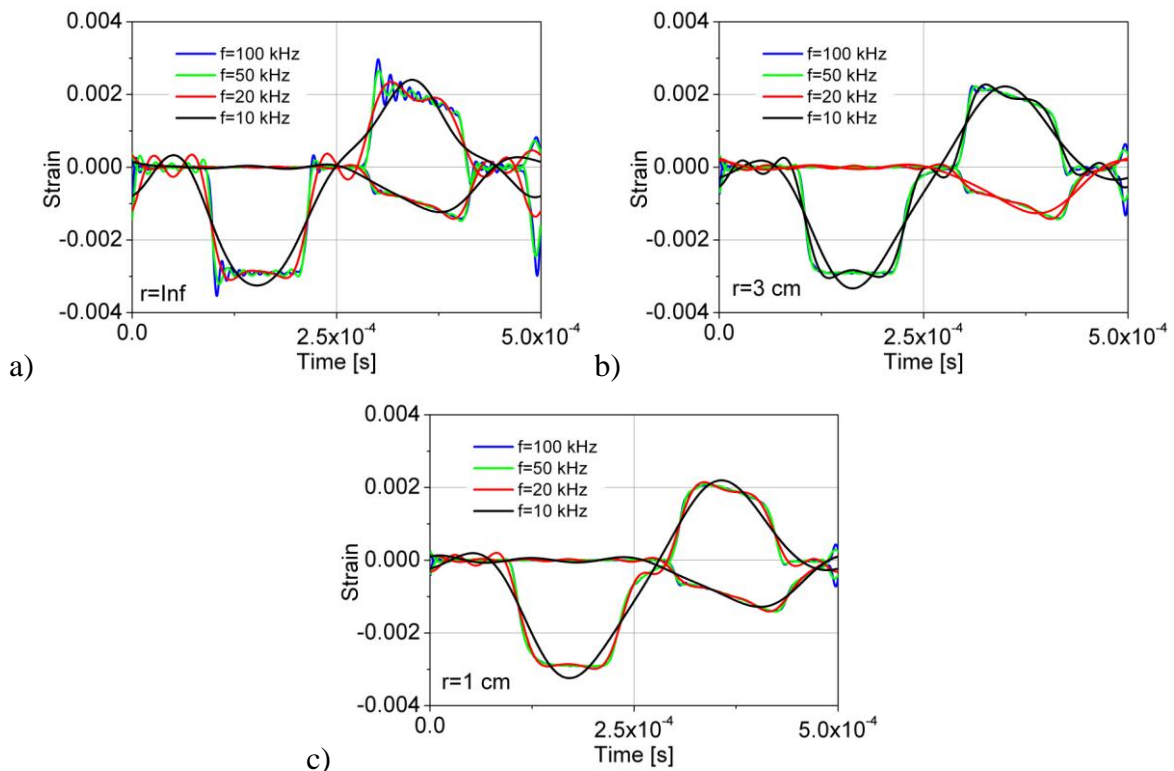 0.004
0.002
0.000
-0.002
-0.004
Strain
f=100 kHz
f=50 kHz
f=20 kHz
f=10 kHz
r=Inf
0.0
2.5x10⁻⁴
5.0x10⁻⁴
Time [s]
a)
0.004
0.002
0.000
-0.002
-0.004
Strain
f=100 kHz
f=50 kHz
f=20 kHz
f=10 kHz
r=3 cm
0.0
2.5x10⁻⁴
5.0x10⁻⁴
Time [s]
b)
0.004
0.002
0.000
-0.002
-0.004
Strain
f=100 kHz
f=50 kHz
f=20 kHz
f=10 kHz
r=1 cm
0.0
2.5x10⁻⁴
5.0x10⁻⁴
Time [s]
c)